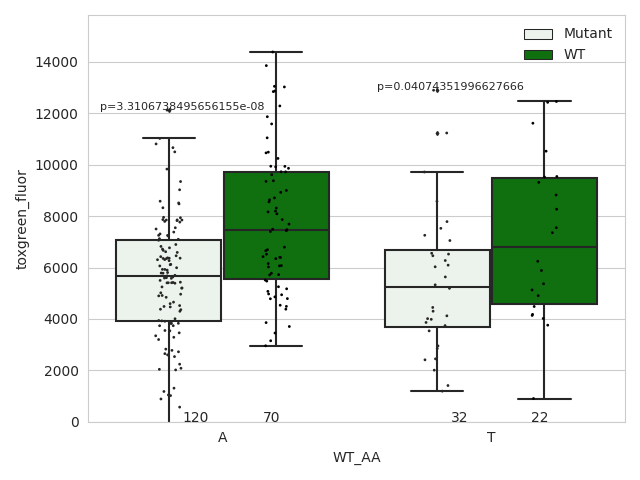 Mutant
WT
p=3.3106738495656155e-08
p=0.04074351996627666
14000
12000
10000
8000
6000
4000
2000
0
toxgreen_fluor
120
70
32
22
A
T
WT_AA